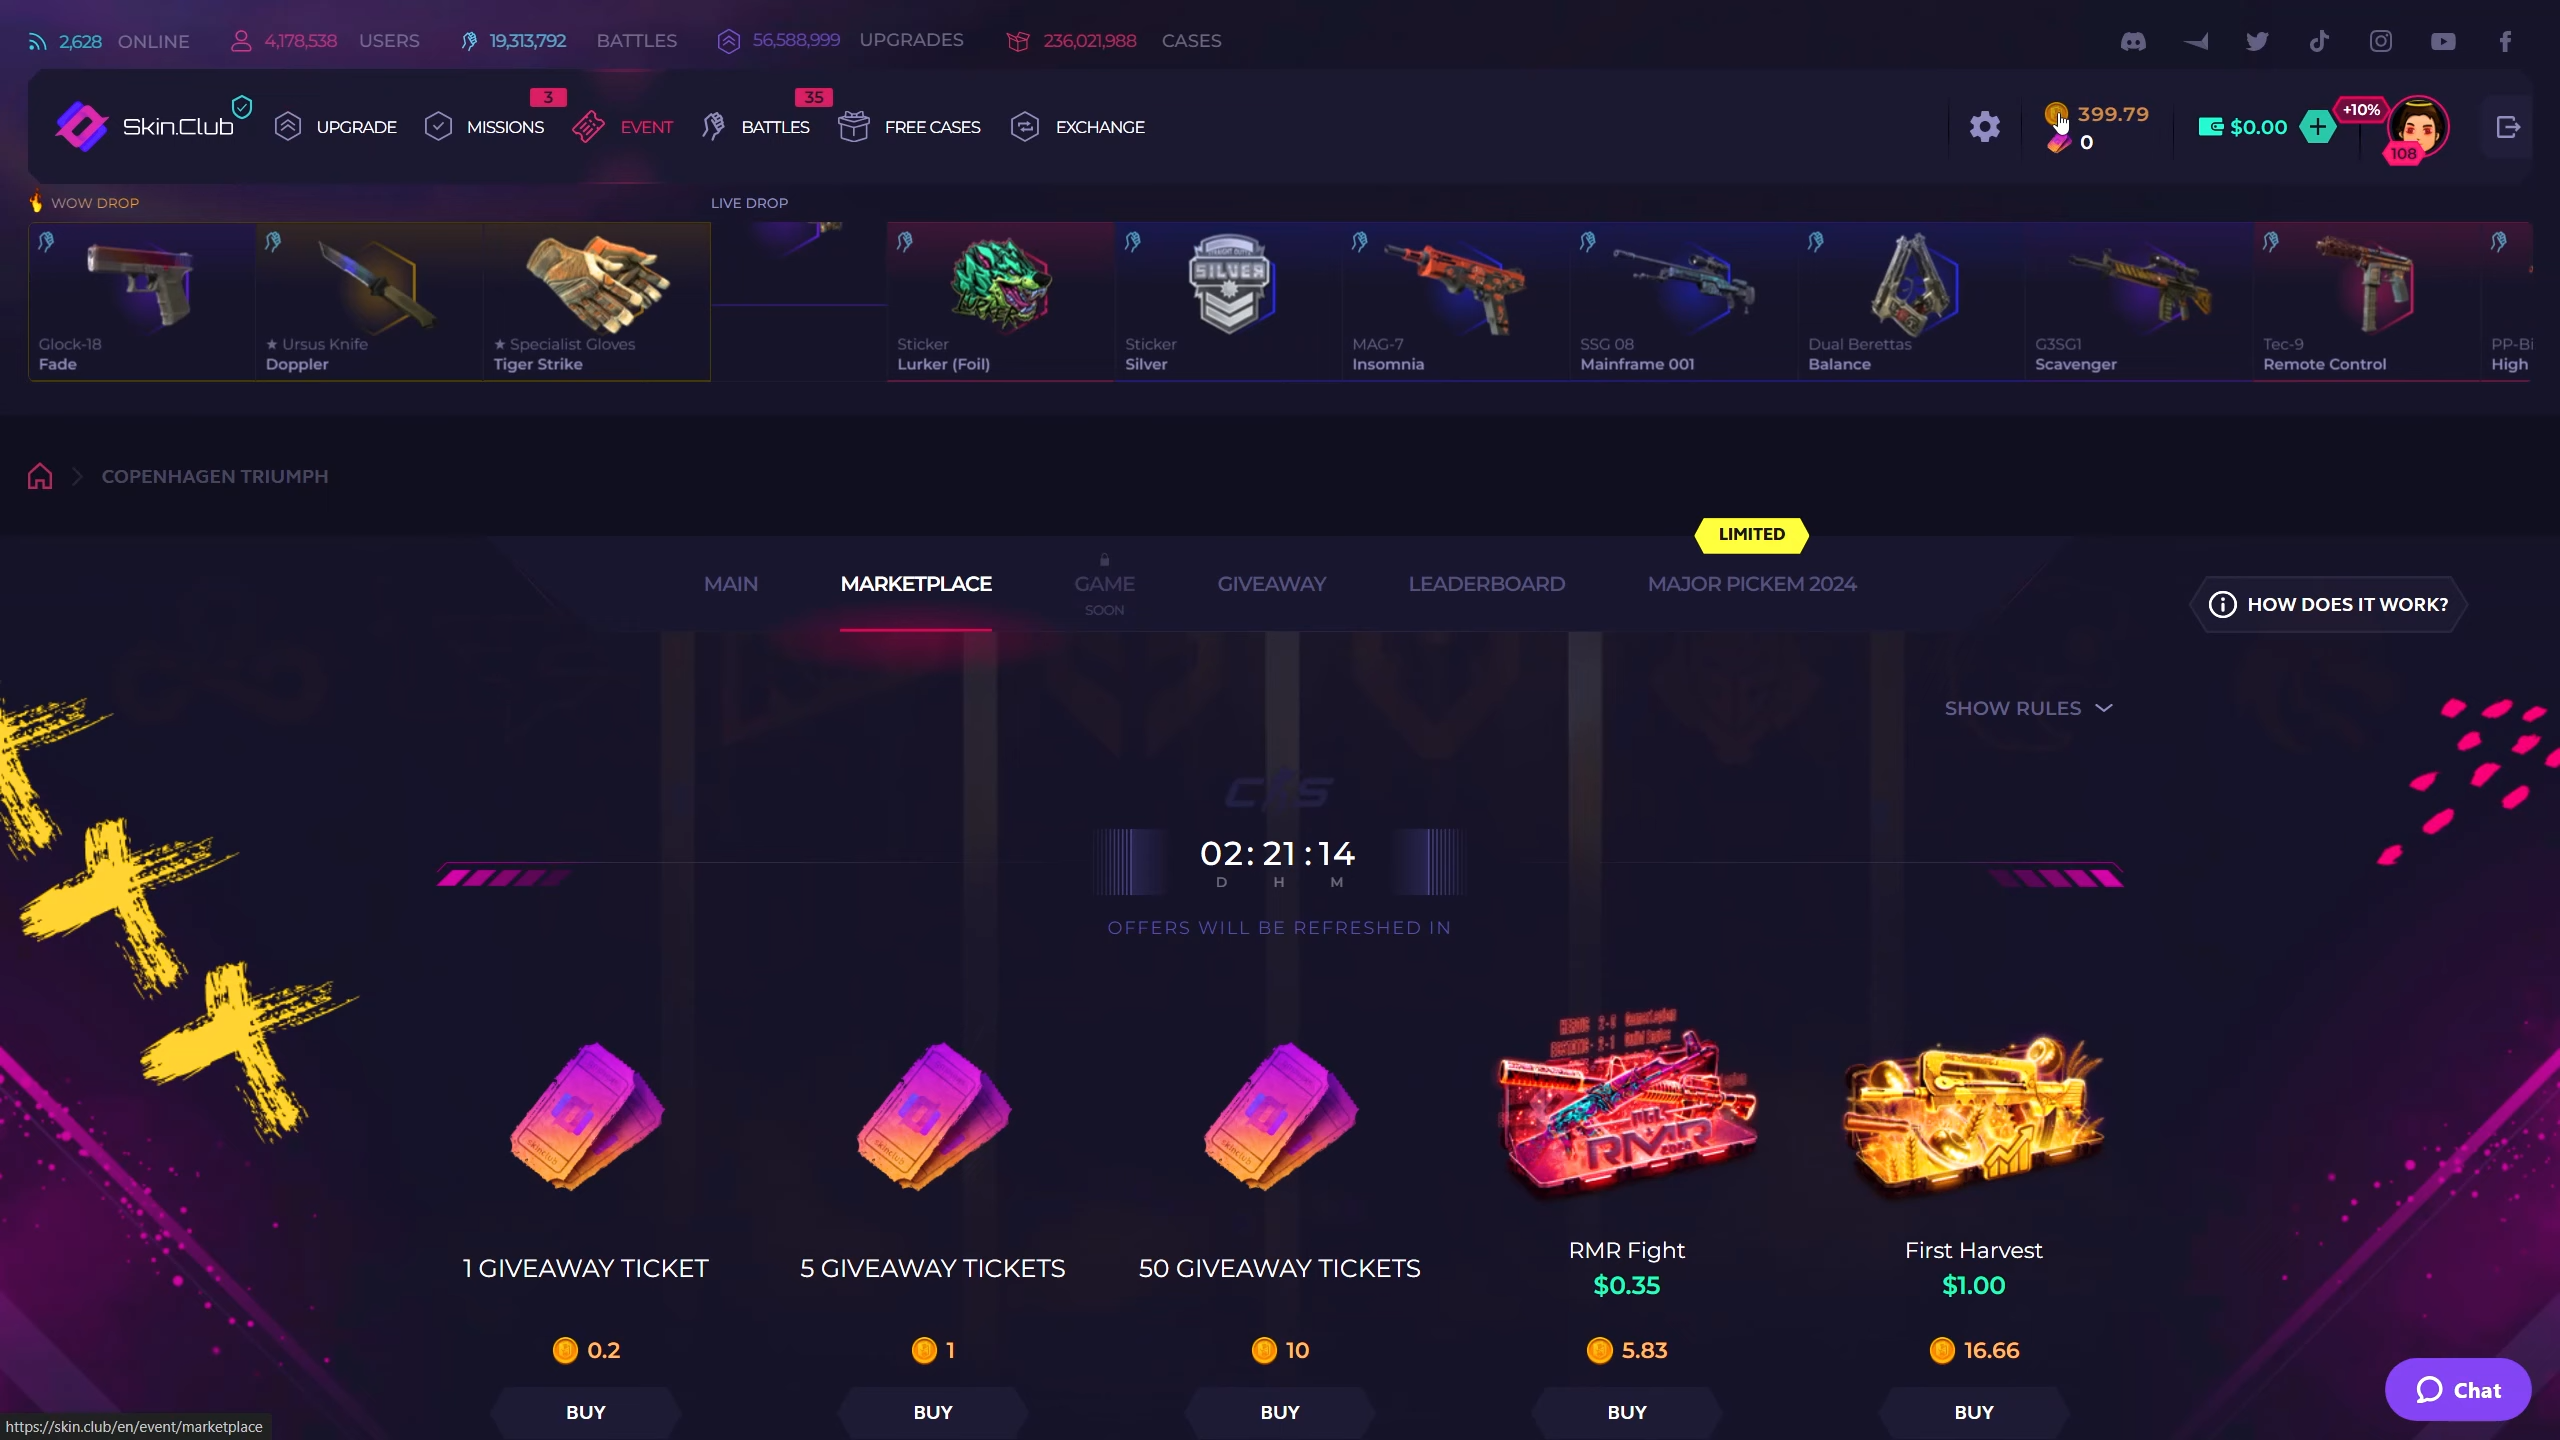 2,628 ONLINE 4,178,538 USERS 19,313,792 BATTLES 56,588,999 UPGRADES 236,021,988 CASES
Skin.Club UPGRADE MISSIONS 3 EVENT BATTLES 35 FREE CASES EXCHANGE
399.79
0
$0.00
+10%
108
WOW DROP
LIVE DROP
Glock-18
Fade
★ Ursus Knife
Doppler
★ Specialist Gloves
Tiger Strike
Sticker
Lurker (Foil)
Sticker
Silver
MAG-7
Insomnia
SSG 08
Mainframe 001
Dual Berettas
Balance
G3SG1
Scavenger
Tec-9
Remote Control
PP-Bi
High
LURKER
SILVER
COPENHAGEN TRIUMPH
LIMITED
MAIN MARKETPLACE GAME GIVEAWAY LEADERBOARD MAJOR PICKEM 2024
SOON
HOW DOES IT WORK?
SHOW RULES
02 : 21 : 14
D H M
OFFERS WILL BE REFRESHED IN
RMR
1 GIVEAWAY TICKET
0.2
BUY
5 GIVEAWAY TICKETS
1
BUY
50 GIVEAWAY TICKETS
10
BUY
RMR Fight
$0.35
5.83
BUY
First Harvest
$1.00
16.66
BUY
Chat
https://skin.club/en/event/marketplace